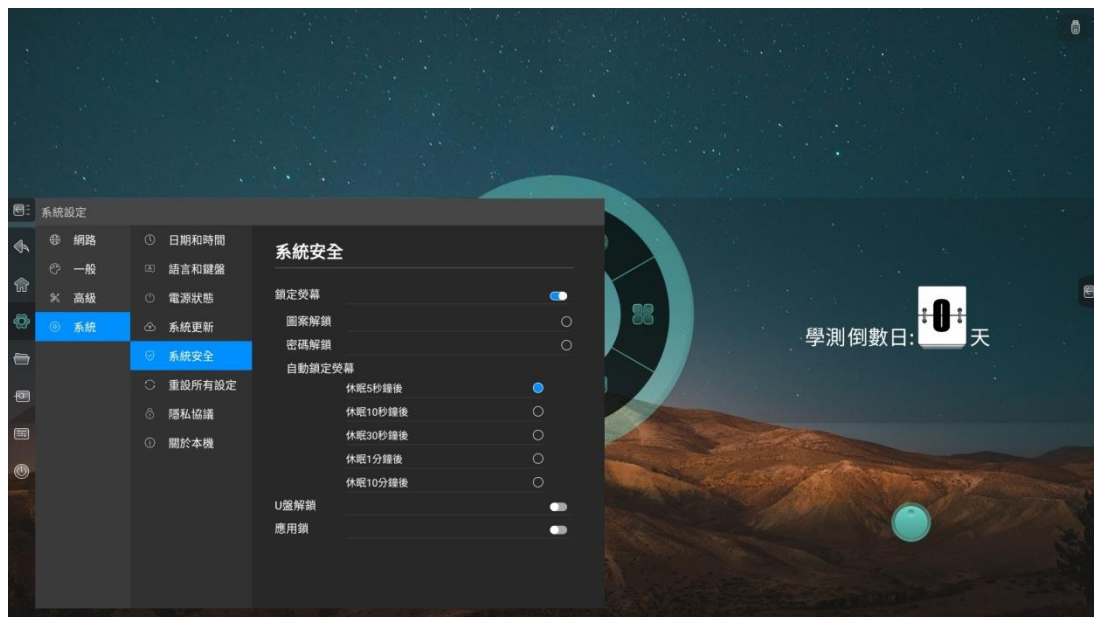 系統設定
網路
一般
高級
系統
日期和時間
語言和鍵盤
電源狀態
系統更新
系統安全
重設所有設定
隱私協議
關於本機
系統安全
鎖定熒幕
圖案解鎖
密碼解鎖
自動鎖定熒幕
休眠5秒鐘後
休眠10秒鐘後
休眠30秒鐘後
休眠1分鐘後
休眠10分鐘後
U盤解鎖
應用鎖
學測倒數日:0天